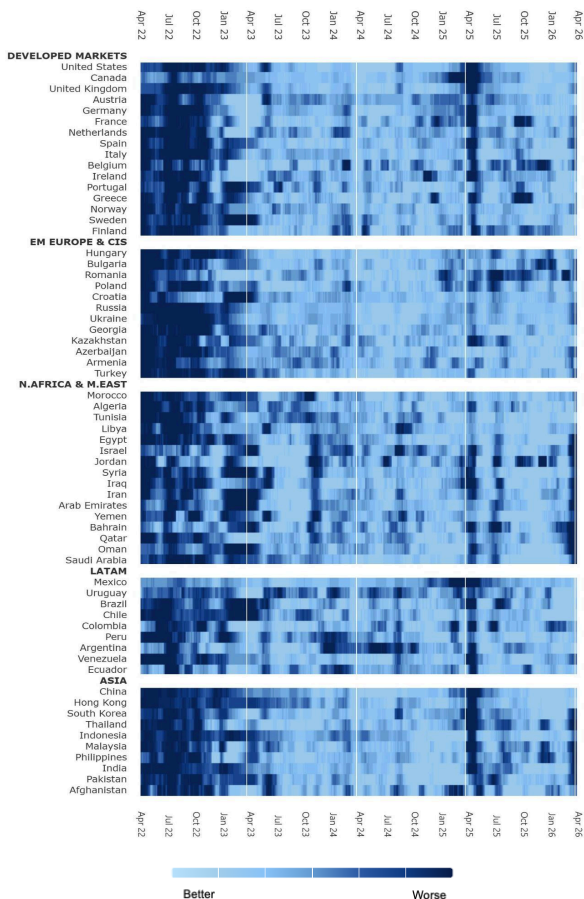 Apr 22 Jul 22 Oct 22 Jan 23 Apr 23 Jul 23 Oct 23 Jan 24 Apr 24 Jul 24 Oct 24 Jan 25 Apr 25 Jul 25 Oct 25 Jan 26 Apr 26
DEVELOPED MARKETS
United States
Canada
United Kingdom
Austria
Germany
France
Netherlands
Spain
Italy
Belgium
Ireland
Portugal
Greece
Norway
Sweden
Finland
EM EUROPE & CIS
Hungary
Bulgaria
Romania
Poland
Croatia
Russia
Ukraine
Georgia
Kazakhstan
Azerbaijan
Armenia
Turkey
N.AFRICA & M.EAST
Morocco
Algeria
Tunisia
Libya
Egypt
Israel
Jordan
Syria
Iraq
Iran
Arab Emirates
Yemen
Bahrain
Qatar
Oman
Saudi Arabia
LATAM
Mexico
Uruguay
Brazil
Chile
Colombia
Peru
Argentina
Venezuela
Ecuador
ASIA
China
Hong Kong
South Korea
Thailand
Indonesia
Malaysia
Philippines
India
Pakistan
Afghanistan
Apr 22 Jul 22 Oct 22 Jan 23 Apr 23 Jul 23 Oct 23 Jan 24 Apr 24 Jul 24 Oct 24 Jan 25 Apr 25 Jul 25 Oct 25 Jan 26 Apr 26
Better Worse